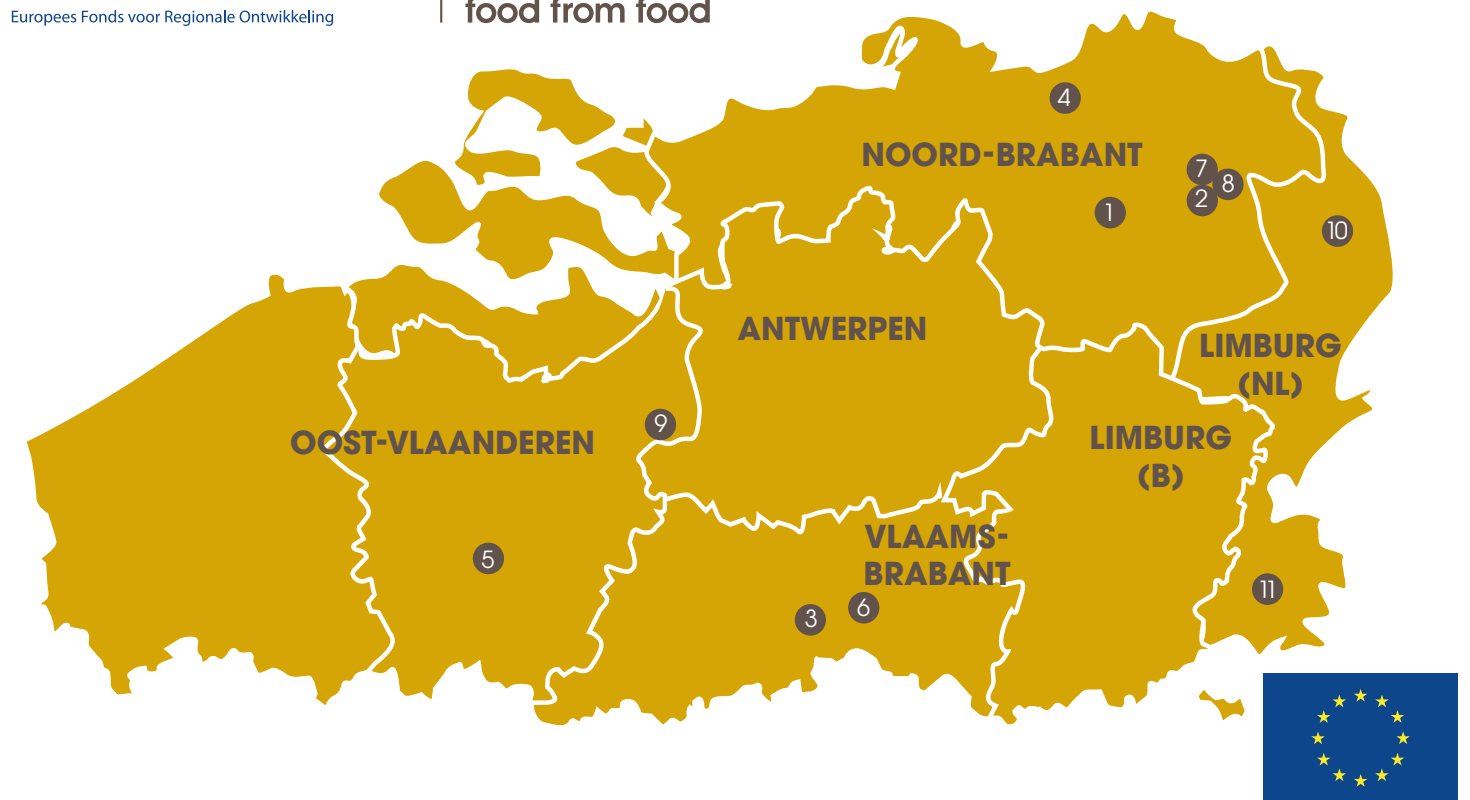 Europees Fonds voor Regionale Ontwikkeling
food from food
4
NOORD-BRABANT
7
8
2
1
10
ANTWERPEN
LIMBURG
(NL)
9
OOST-VLAANDEREN
LIMBURG
(B)
VLAAMS-
BRABANT
5
3
6
11